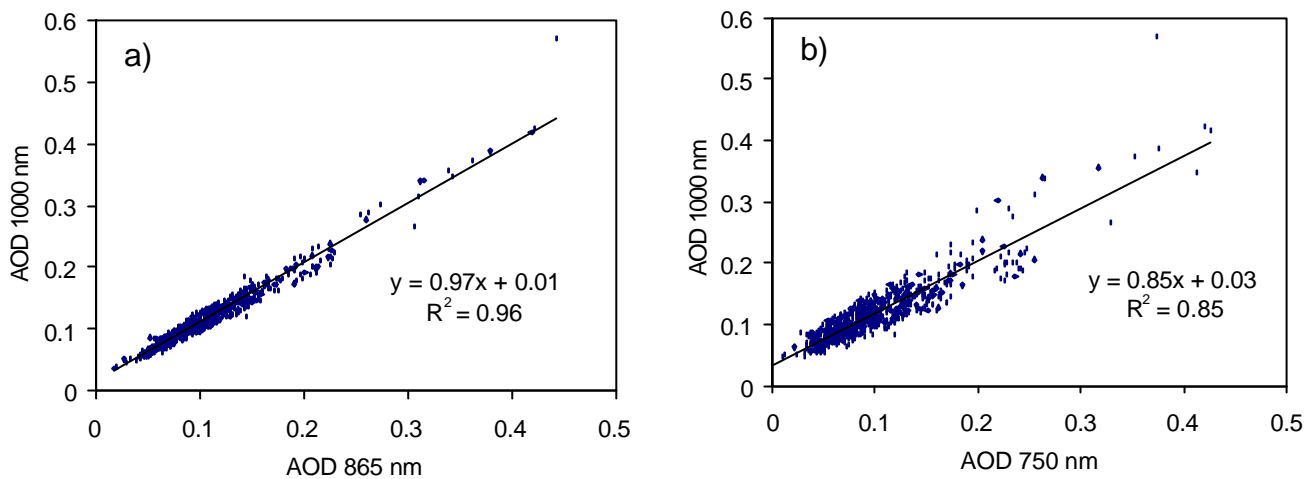 a)
0.6
0.5
0.4
0.3
0.2
0.1
0
AOD 1000 nm
y = 0.97x + 0.01
R² = 0.96
0 0.1 0.2 0.3 0.4 0.5
AOD 865 nm
b)
0.6
0.5
0.4
0.3
0.2
0.1
0
AOD 1000 nm
y = 0.85x + 0.03
R² = 0.85
0 0.1 0.2 0.3 0.4 0.5
AOD 750 nm